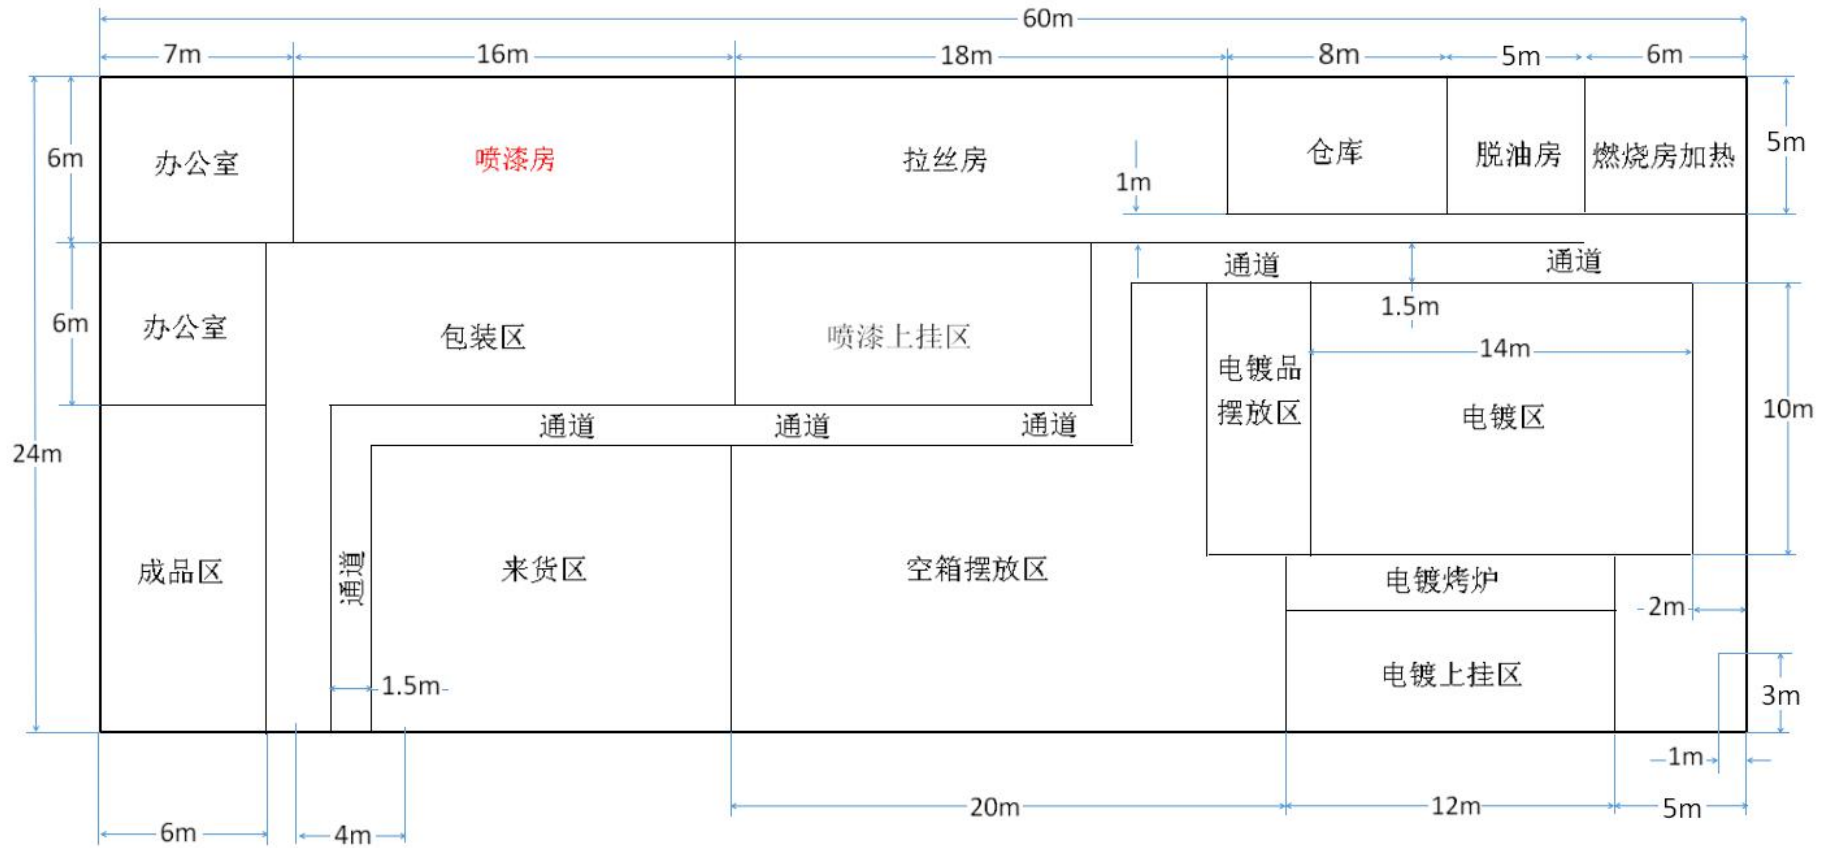 60m
7m
16m
18m
8m
5m
6m
6m
办公室
喷漆房
拉丝房
1m
仓库
脱油房
燃烧房加热
5m
通道
通道
6m
办公室
包装区
喷漆上挂区
1.5m
电镀品
摆放区
14m
电镀区
10m
24m
通道
通道
通道
成品区
通道
来货区
空箱摆放区
电镀烤炉
2m
1.5m
电镀上挂区
3m
1m
6m
4m
20m
12m
5m